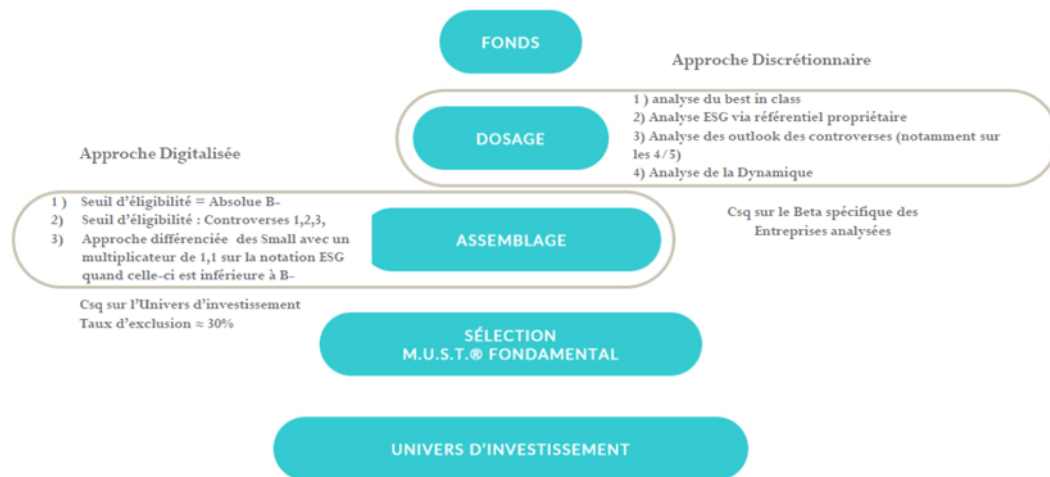 FONDS
Approche Discrétionnaire
1 ) analyse du best in class
2) Analyse ESG via référentiel propriétaire
3) Analyse des outlook des controverses (notamment sur
les 4/5)
4) Analyse de la Dynamique
DOSAGE
Approche Digitalisée
1 ) Seuil d'éligibilité = Absolue B-
2) Seuil d'éligibilité : Controverses 1,2,3,
3) Approche différenciée des Small avec un
multiplicateur de 1,1 sur la notation ESG
quand celle-ci est inférieure à B-
ASSEMBLAGE
Csq sur le Beta spécifique des
Entreprises analysées
Csq sur l'Univers d'investissement
Taux d'exclusion ≈ 30%
SÉLECTION
M.U.S.T.® FONDAMENTAL
UNIVERS D'INVESTISSEMENT